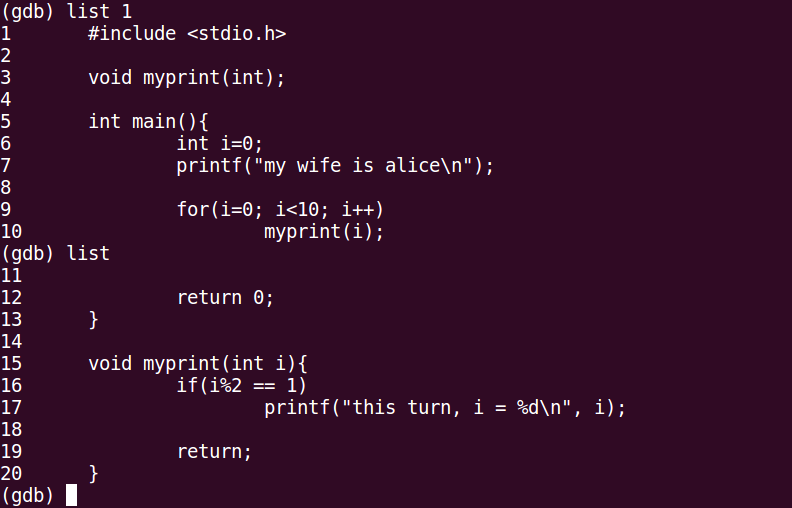 (gdb) list 1
1       #include <stdio.h>
2
3       void myprint(int);
4
5       int main(){
6               int i=0;
7               printf("my wife is alice\n");
8
9               for(i=0; i<10; i++)
10                      myprint(i);
(gdb) list
11
12              return 0;
13      }
14
15      void myprint(int i){
16              if(i%2 == 1)
17                      printf("this turn, i = %d\n", i);
18
19              return;
20      }
(gdb)